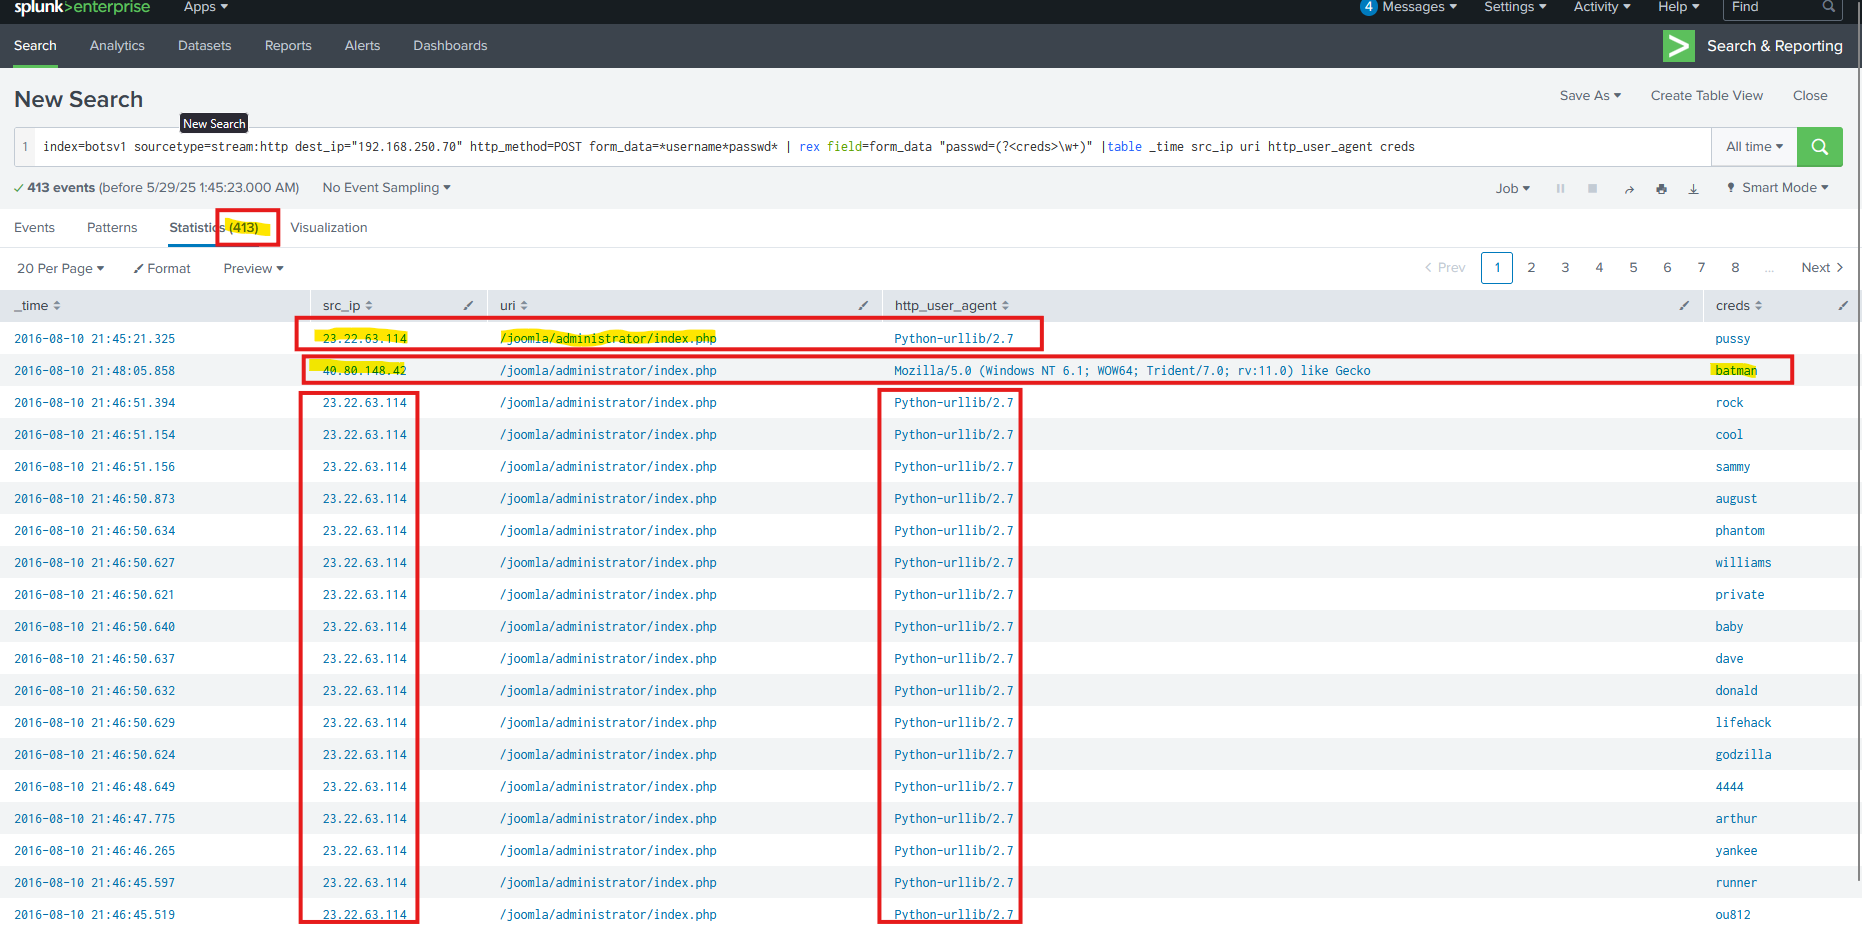 splunk>enterprise Apps 4 Messages Settings Activity Help Find
Search Analytics Datasets Reports Alerts Dashboards > Search & Reporting
New Search Save As Create Table View Close
New Search
1 index=botsv1 sourcetype=stream:http dest_ip="192.168.250.70" http_method=POST form_data=*username*passwd* | rex field=form_data "passwd=(?<creds>\w+)" |table _time src_ip uri http_user_agent creds All time
✓ 413 events (before 5/29/25 1:45:23.000 AM) No Event Sampling Job Smart Mode
Events Patterns Statistics (413) Visualization
20 Per Page Format Preview < Prev 1 2 3 4 5 6 7 8 ... Next >
_time src_ip uri http_user_agent creds
2016-08-10 21:45:21.325 23.22.63.114 /joomla/administrator/index.php Python-urllib/2.7 pussy
2016-08-10 21:48:05.858 40.80.148.42 /joomla/administrator/index.php Mozilla/5.0 (Windows NT 6.1; WOW64; Trident/7.0; rv:11.0) like Gecko batman
2016-08-10 21:46:51.394 23.22.63.114 /joomla/administrator/index.php Python-urllib/2.7 rock
2016-08-10 21:46:51.154 23.22.63.114 /joomla/administrator/index.php Python-urllib/2.7 cool
2016-08-10 21:46:51.156 23.22.63.114 /joomla/administrator/index.php Python-urllib/2.7 sammy
2016-08-10 21:46:50.873 23.22.63.114 /joomla/administrator/index.php Python-urllib/2.7 august
2016-08-10 21:46:50.634 23.22.63.114 /joomla/administrator/index.php Python-urllib/2.7 phantom
2016-08-10 21:46:50.627 23.22.63.114 /joomla/administrator/index.php Python-urllib/2.7 williams
2016-08-10 21:46:50.621 23.22.63.114 /joomla/administrator/index.php Python-urllib/2.7 private
2016-08-10 21:46:50.640 23.22.63.114 /joomla/administrator/index.php Python-urllib/2.7 baby
2016-08-10 21:46:50.637 23.22.63.114 /joomla/administrator/index.php Python-urllib/2.7 dave
2016-08-10 21:46:50.632 23.22.63.114 /joomla/administrator/index.php Python-urllib/2.7 donald
2016-08-10 21:46:50.629 23.22.63.114 /joomla/administrator/index.php Python-urllib/2.7 lifehack
2016-08-10 21:46:50.624 23.22.63.114 /joomla/administrator/index.php Python-urllib/2.7 godzilla
2016-08-10 21:46:48.649 23.22.63.114 /joomla/administrator/index.php Python-urllib/2.7 4444
2016-08-10 21:46:47.775 23.22.63.114 /joomla/administrator/index.php Python-urllib/2.7 arthur
2016-08-10 21:46:46.265 23.22.63.114 /joomla/administrator/index.php Python-urllib/2.7 yankee
2016-08-10 21:46:45.597 23.22.63.114 /joomla/administrator/index.php Python-urllib/2.7 runner
2016-08-10 21:46:45.519 23.22.63.114 /joomla/administrator/index.php Python-urllib/2.7 ou812